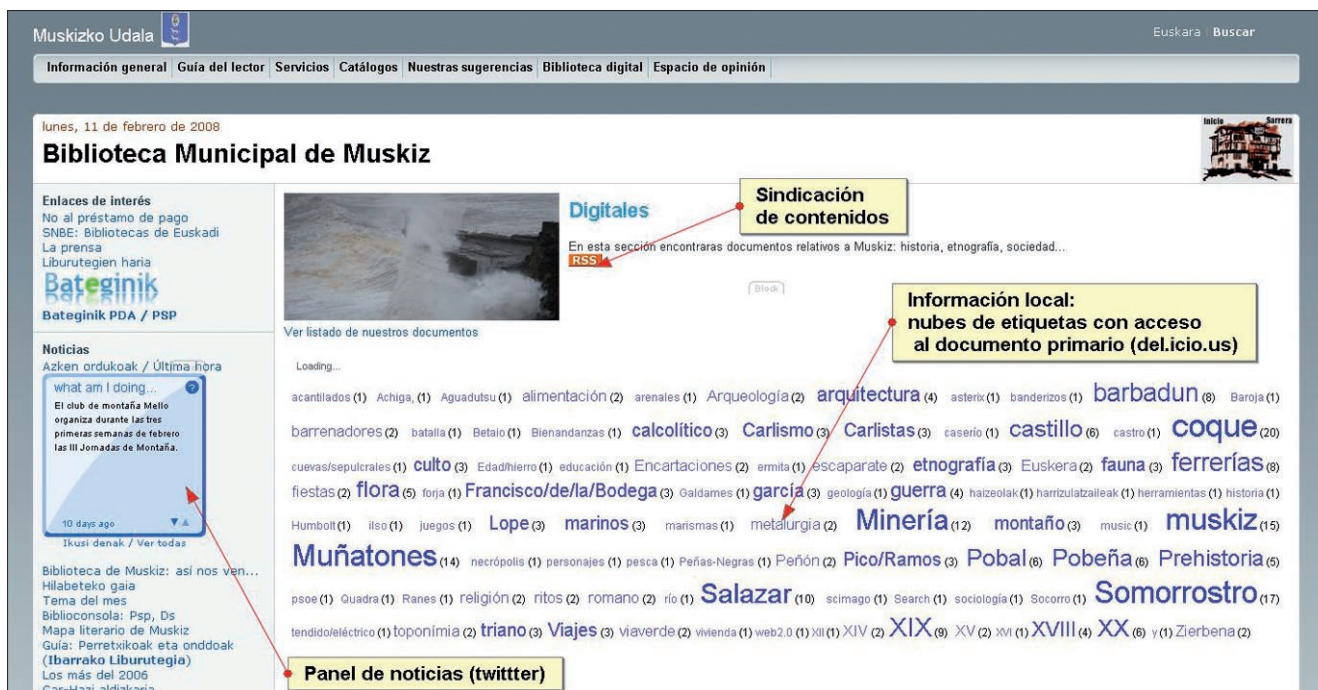 Muskizko Udala
Euskara | Buscar
Información general | Guía del lector | Servicios | Catálogos | Nuestras sugerencias | Biblioteca digital | Espacio de opinión
lunes, 11 de febrero de 2008
Biblioteca Municipal de Muskiz
Inicio Sarrera
Enlaces de interés
No al préstamo de pago
SNBE: Bibliotecas de Euskadi
La prensa
Liburutegien haria
Bateginik
Bateginik PDA / PSP
Noticias
Azken ordukoak / Última hora
what am I doing...
?
El club de montaña Mello
organiza durante las tres
primeras semanas de febrero
las III Jornadas de Montaña.
10 days ago
Ikusi denak / Ver todas
Biblioteca de Muskiz: así nos ven...
Hilabeteko gaia
Tema del mes
Biblioconsola: Psp, Ds
Mapa literario de Muskiz
Guía: Perretxikoak eta onddoak
(Ibarrako Liburutegia)
Los más del 2006
Car-Hazi aldizkaria
Panel de noticias (twittter)
Digitales
Sindicación
de contenidos
En esta sección encontraras documentos relativos a Muskiz: historia, etnografía, sociedad...
RSS
Block
Información local:
nubes de etiquetas con acceso
al documento primario (del.icio.us)
Ver listado de nuestros documentos
Loading...
acantilados (1) Achiga, (1) Aguadutsu (1) alimentación (2) arenales (1) Arqueología (2) arquitectura (4) asterix (1) banderizos (1) barbadun (8) Baroja (1)
barrenadores (2) batalla (1) Betaio (1) Bienandanzas (1) calcolítico (3) Carlismo (3) Carlistas (3) caserío (1) castillo (6) castro (1) coque (20)
cuevas/sepulcrales (1) culto (3) Edad/hierro (1) educación (1) Encartaciones (2) ermita (1) escaparate (2) etnografía (3) Euskera (2) fauna (3) ferrerías (8)
fiestas (2) flora (5) forja (1) Francisco/de/la/Bodega (3) Galdames (1) garcía (3) geología (1) guerra (4) haizeolak (1) harrizulatzaileak (1) herramientas (1) historia (1)
Humbolt (1) ilso (1) juegos (1) Lope (3) marinos (3) marismas (1) metalurgia (2) Minería (12) montaño (3) music (1) muskiz (15)
Muñatones (14) necrópolis (1) personajes (1) pesca (1) Peñas-Negras (1) Peñón (2) Pico/Ramos (3) Pobal (6) Pobeña (6) Prehistoria (5)
psoe (1) Quadra (1) Ranes (1) religión (2) ritos (2) romano (2) río (1) Salazar (10) scimago (1) Search (1) sociología (1) Socorro (1) Somorrostro (17)
tendido/eléctrico (1) toponímia (2) triano (3) Viajes (3) viaverde (2) vivienda (1) web2.0 (1) XII (1) XIV (2) XIX (9) XV (2) XVI (1) XVIII (4) XX (6) y (1) Zierbena (2)